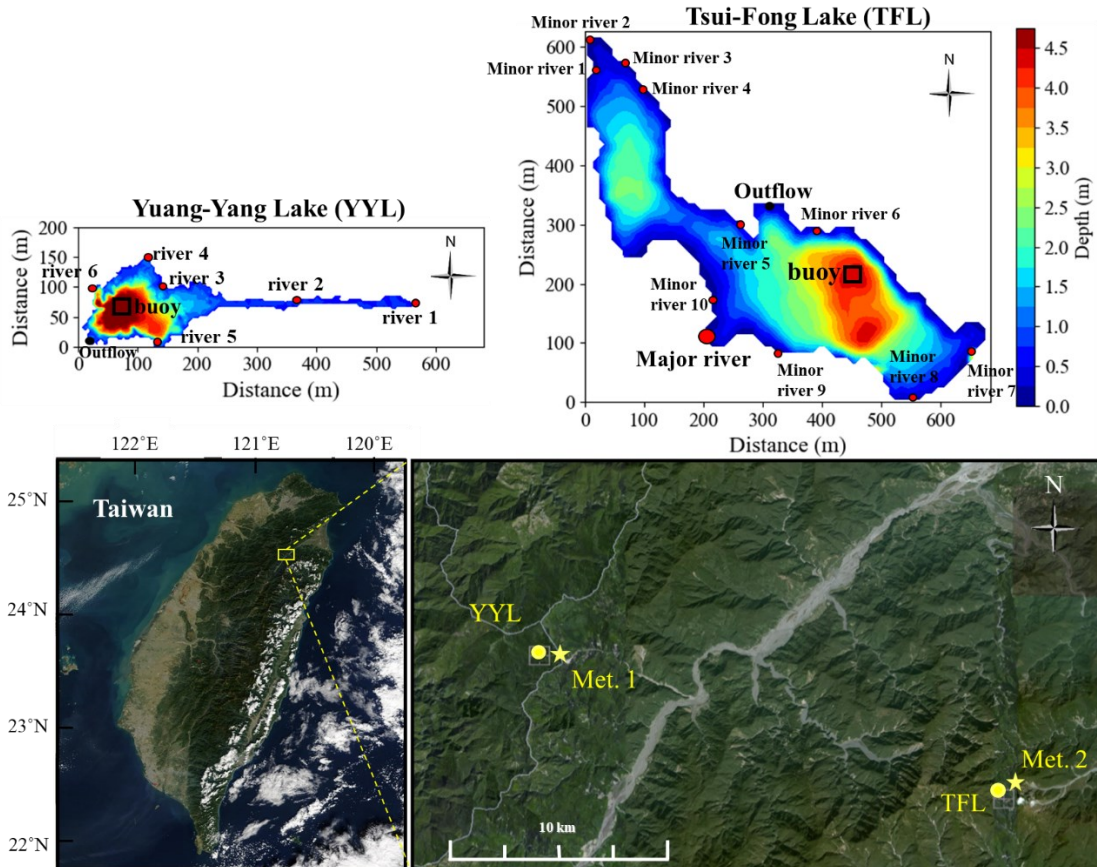 Tsui-Fong Lake (TFL)
Minor river 2
600
Minor river 1
Minor river 3
Minor river 4
N
500
400
300
200
100
0
Distance (m)
Outflow
Minor river 6
Minor
river 5
buoy
Minor
river 10
Major river
Minor
river 9
Minor
river 8
Minor
river 7
0 100 200 300 400 500 600
Distance (m)
4.5
4.0
3.5
3.0
2.5
2.0
1.5
1.0
0.5
0.0
Depth (m)
Yuang-Yang Lake (YYL)
200
150
100
50
0
Distance (m)
river 4
river 6
river 3
N
river 2
buoy
river 1
river 5
Outflow
0 100 200 300 400 500 600
Distance (m)
122°E 121°E 120°E
25°N
24°N
23°N
22°N
Taiwan
N
YYL
Met. 1
Met. 2
TFL
10 km